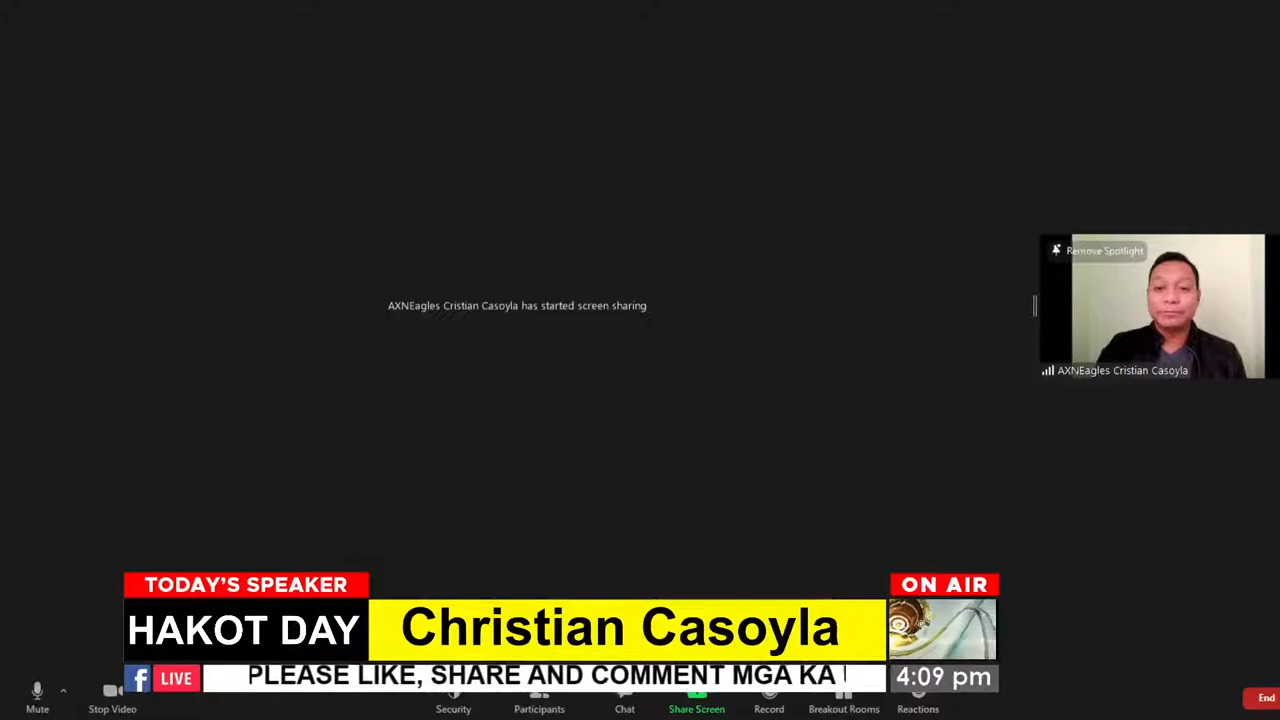 Remove Spotlight
AXNEagles Cristian Casoyla has started screen sharing
AXNEagles Cristian Casoyla
TODAY'S SPEAKER
ON AIR
HAKOT DAY
Christian Casoyla
f LIVE
PLEASE LIKE, SHARE AND COMMENT MGA KA
4:09 pm
Mute
Stop Video
Security
Participants
Chat
Share Screen
Record
Breakout Rooms
Reactions
End